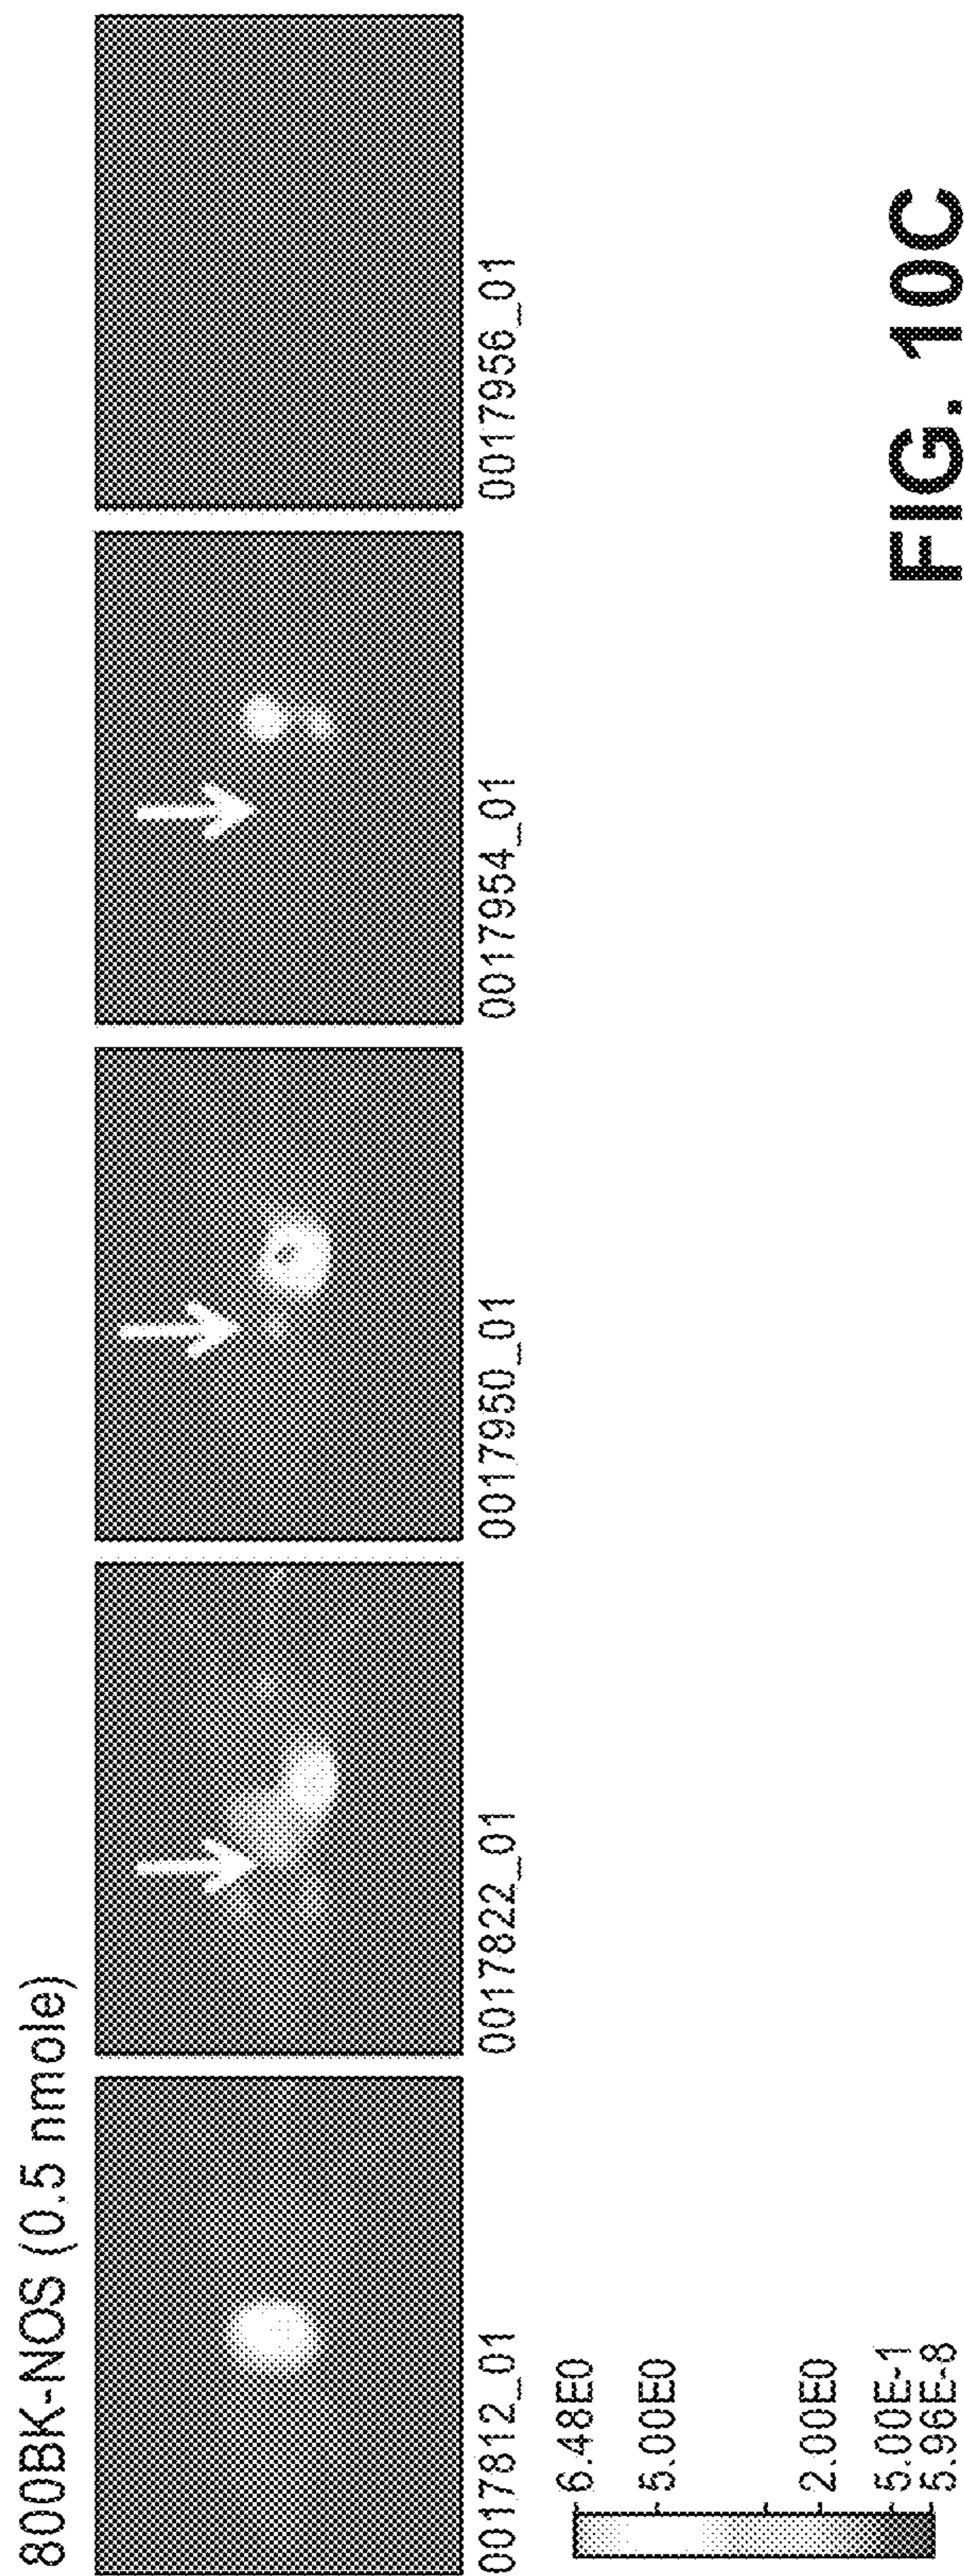 800BK-NOS (0.5 nmole)
0017812_01
0017822_01
0017950_01
0017954_01
0017956_01
6.48E0
5.00E0
2.00E0
5.00E-1
5.96E-8
FIG. 10C